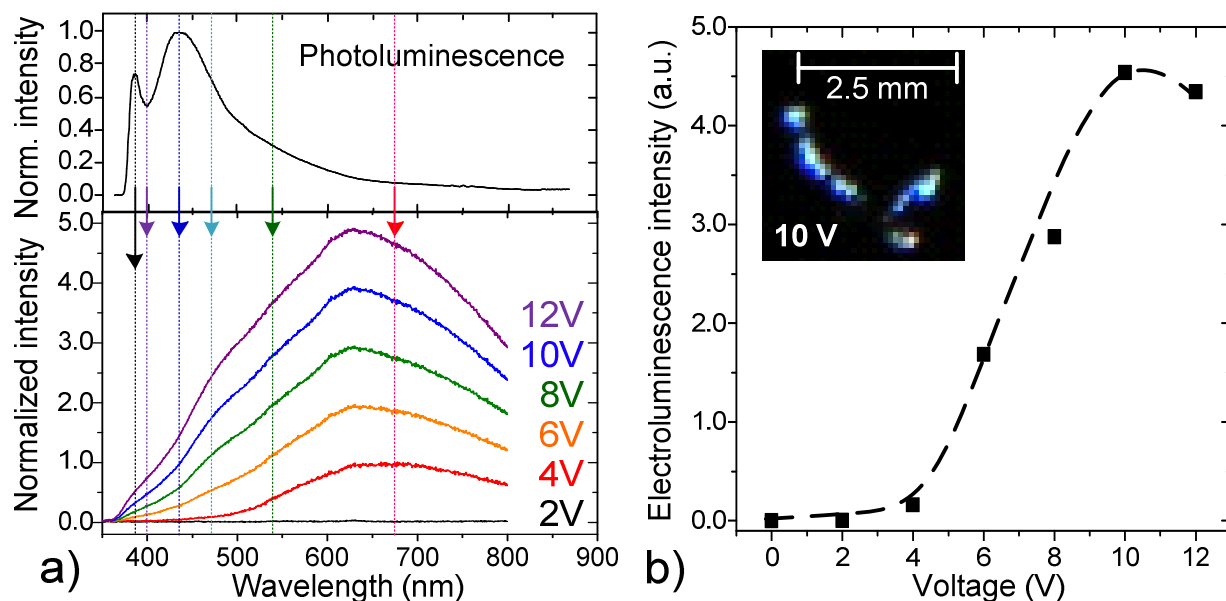 Photoluminescence
Norm. intensity
1.0
0.8
0.6
0.4
0.2
0.0
Normalized intensity
5.0
4.0
3.0
2.0
1.0
0.0
12V
10V
8V
6V
4V
2V
400 500 600 700 800 900
Wavelength (nm)
a)
Electroluminescence intensity (a.u.)
5.0
4.0
3.0
2.0
1.0
0.0
2.5 mm
10 V
0 2 4 6 8 10 12
Voltage (V)
b)